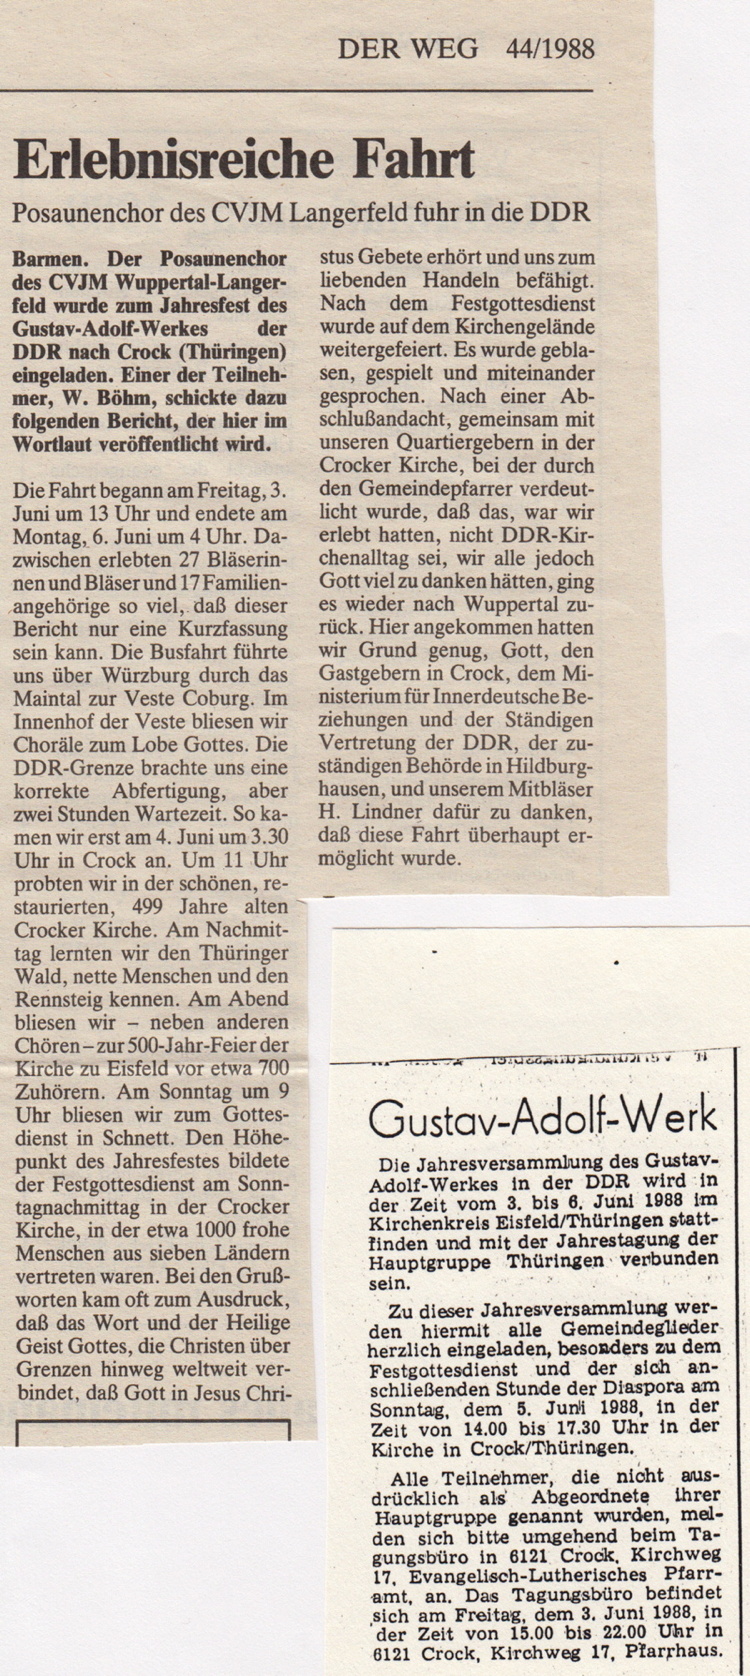 DER WEG 44/1988
Erlebnisreiche Fahrt
Posaunenchor des CVJM Langerfeld fuhr in die DDR
Barmen. Der Posaunenchor
des CVJM Wuppertal-Langer-
feld wurde zum Jahresfest des
Gustav-Adolf-Werkes der
DDR nach Crock (Thüringen)
eingeladen. Einer der Teilneh-
mer, W. Böhm, schickte dazu
folgenden Bericht, der hier im
Wortlaut veröffentlicht wird.
Die Fahrt begann am Freitag, 3.
Juni um 13 Uhr und endete am
Montag, 6. Juni um 4 Uhr. Da-
zwischen erlebten 27 Bläserin-
nen und Bläser und 17 Familien-
angehörige so viel, daß dieser
Bericht nur eine Kurzfassung
sein kann. Die Busfahrt führte
uns über Würzburg durch das
Maintal zur Veste Coburg. Im
Innenhof der Veste bliesen wir
Choräle zum Lobe Gottes. Die
DDR-Grenze brachte uns eine
korrekte Abfertigung, aber
zwei Stunden Wartezeit. So ka-
men wir erst am 4. Juni um 3.30
Uhr in Crock an. Um 11 Uhr
probten wir in der schönen, re-
staurierten, 499 Jahre alten
Crocker Kirche. Am Nachmit-
tag lernten wir den Thüringer
Wald, nette Menschen und den
Rennsteig kennen. Am Abend
bliesen wir – neben anderen
Chören – zur 500-Jahr-Feier der
Kirche zu Eisfeld vor etwa 700
Zuhörern. Am Sonntag um 9
Uhr bliesen wir zum Gottes-
dienst in Schnett. Den Höhe-
punkt des Jahresfestes bildete
der Festgottesdienst am Sonn-
tagnachmittag in der Crocker
Kirche, in der etwa 1000 frohe
Menschen aus sieben Ländern
vertreten waren. Bei den Gruß-
worten kam oft zum Ausdruck,
daß das Wort und der Heilige
Geist Gottes, die Christen über
Grenzen hinweg weltweit ver-
bindet, daß Gott in Jesus Chri-
stus Gebete erhört und uns zum
liebenden Handeln befähigt.
Nach dem Festgottesdienst
wurde auf dem Kirchengelände
weitergefeiert. Es wurde gebla-
sen, gespielt und miteinander
gesprochen. Nach einer Ab-
schlußandacht, gemeinsam mit
unseren Quartiergebern in der
Crocker Kirche, bei der durch
den Gemeindepfarrer verdeut-
licht wurde, daß das, war wir
erlebt hatten, nicht DDR-Kir-
chenalltag sei, wir alle jedoch
Gott viel zu danken hätten, ging
es wieder nach Wuppertal zu-
rück. Hier angekommen hatten
wir Grund genug, Gott, den
Gastgebern in Crock, dem Mi-
nisterium für Innerdeutsche Be-
ziehungen und der Ständigen
Vertretung der DDR, der zu-
ständigen Behörde in Hildburg-
hausen, und unserem Mitbläser
H. Lindner dafür zu danken,
daß diese Fahrt überhaupt er-
möglicht wurde.
Gustav-Adolf-Werk
Die Jahresversammlung des Gustav-
Adolf-Werkes in der DDR wird in
der Zeit vom 3. bis 6. Juni 1988 im
Kirchenkreis Eisfeld/Thüringen statt-
finden und mit der Jahrestagung der
Hauptgruppe Thüringen verbunden
sein.
Zu dieser Jahresversammlung wer-
den hiermit alle Gemeindeglieder
herzlich eingeladen, besonders zu dem
Festgottesdienst und der sich an-
schließenden Stunde der Diaspora am
Sonntag, dem 5. Juni 1988, in der
Zeit von 14.00 bis 17.30 Uhr in der
Kirche in Crock/Thüringen.
Alle Teilnehmer, die nicht aus-
drücklich als Abgeordnete ihrer
Hauptgruppe genannt wurden, mel-
den sich bitte umgehend beim Ta-
gungsbüro in 6121 Crock, Kirchweg
17, Evangelisch-Lutherisches Pfarr-
amt, an. Das Tagungsbüro befindet
sich am Freitag, dem 3. Juni 1988, in
der Zeit von 15.00 bis 22.00 Uhr in
6121 Crock, Kirchweg 17, Pfarrhaus.